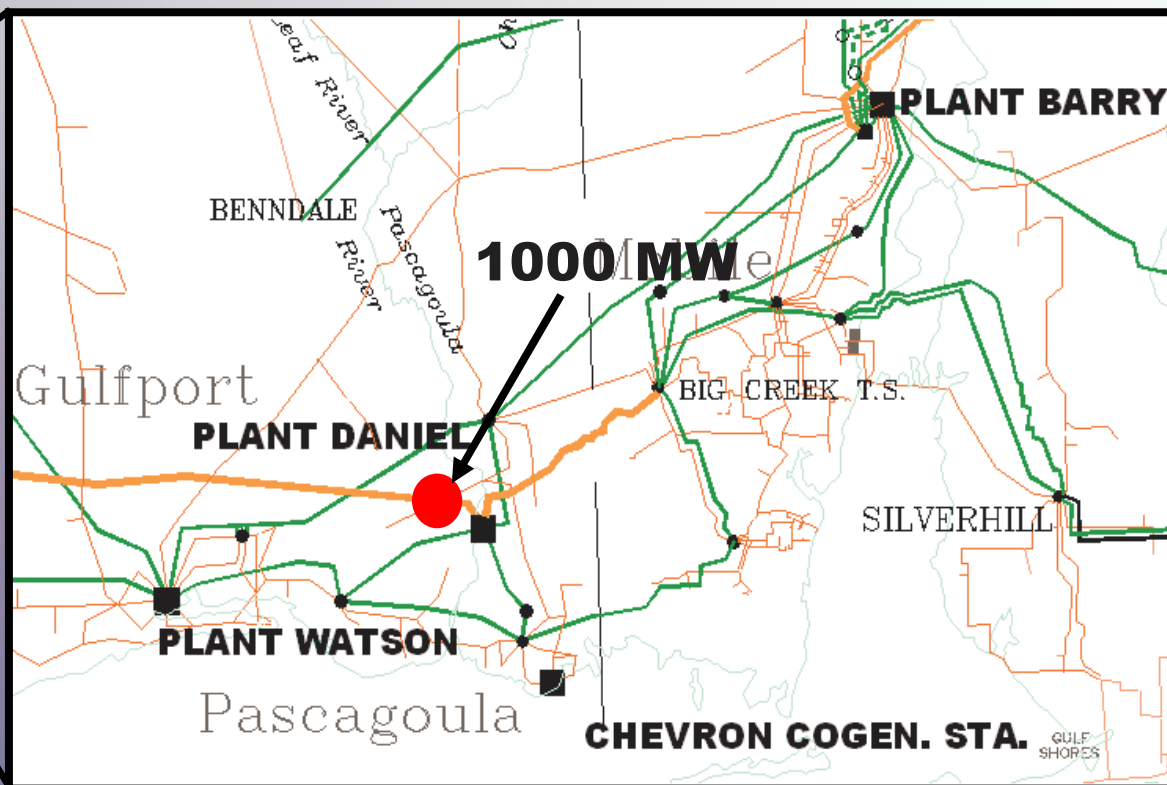 Leaf River
PLANT BARRY
BENNDALE
Pascagoula
River
1000 MW
Gulfport
BIG CREEK T.S.
PLANT DANIEL
SILVERHILL
PLANT WATSON
Pascagoula
CHEVRON COGEN. STA.
GULF
SHORES